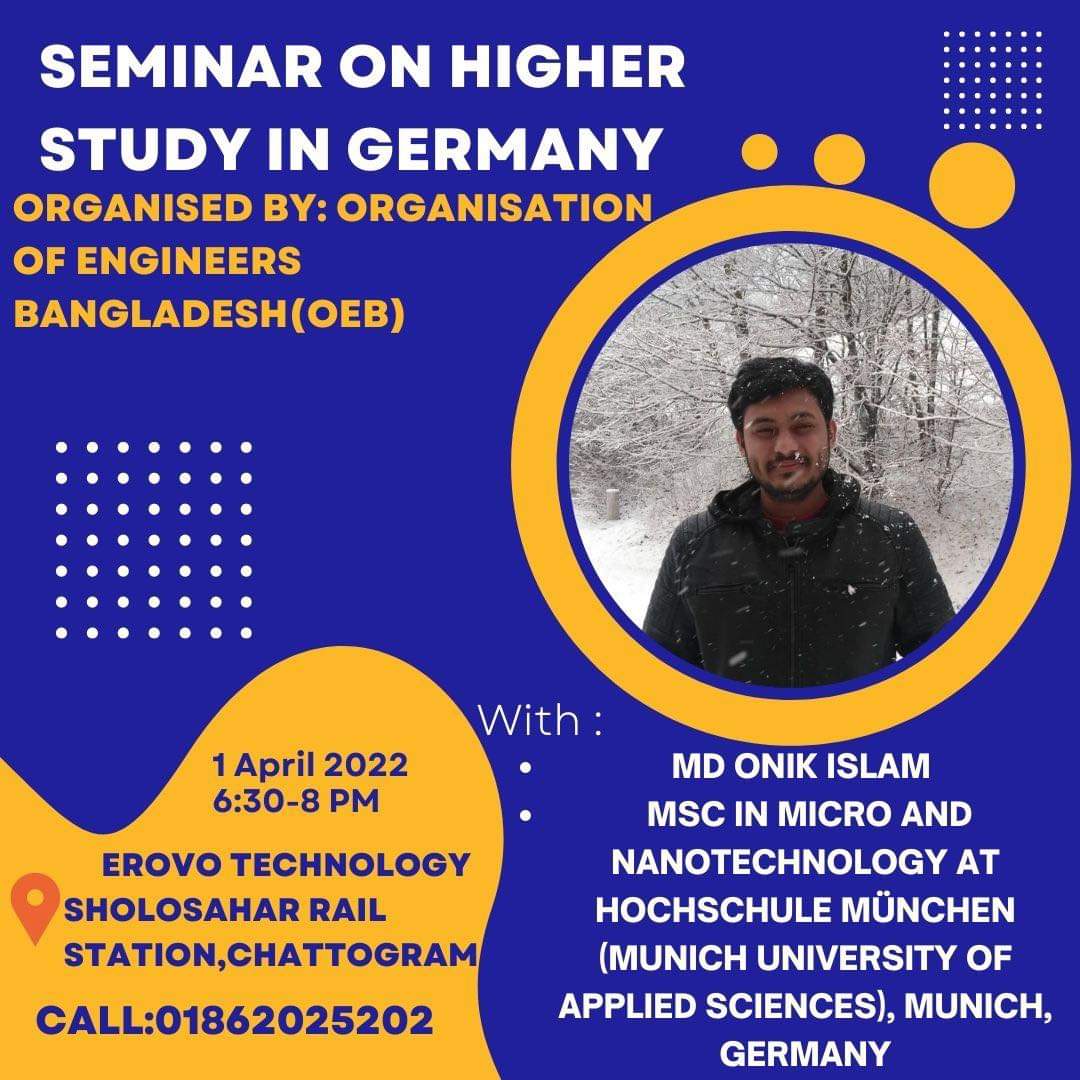 SEMINAR ON HIGHER
STUDY IN GERMANY
ORGANISED BY: ORGANISATION
OF ENGINEERS
BANGLADESH(OEB)
With :
1 April 2022
6:30-8 PM
EROVO TECHNOLOGY
SHOLOSAHAR RAIL
STATION,CHATTOGRAM
CALL:01862025202
• MD ONIK ISLAM
• MSC IN MICRO AND
NANOTECHNOLOGY AT
HOCHSCHULE MÜNCHEN
(MUNICH UNIVERSITY OF
APPLIED SCIENCES), MUNICH,
GERMANY